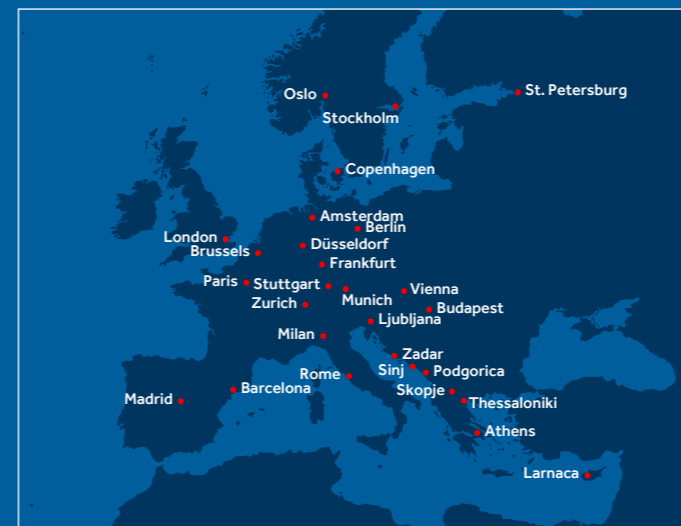 Oslo
St. Petersburg
Stockholm
Copenhagen
Amsterdam
Berlin
London
Düsseldorf
Brussels
Frankfurt
Paris
Stuttgart
Munich
Vienna
Zurich
Budapest
Ljubljana
Milan
Zadar
Sinj
Podgorica
Rome
Barcelona
Skopje
Madrid
Thessaloniki
Athens
Larnaca